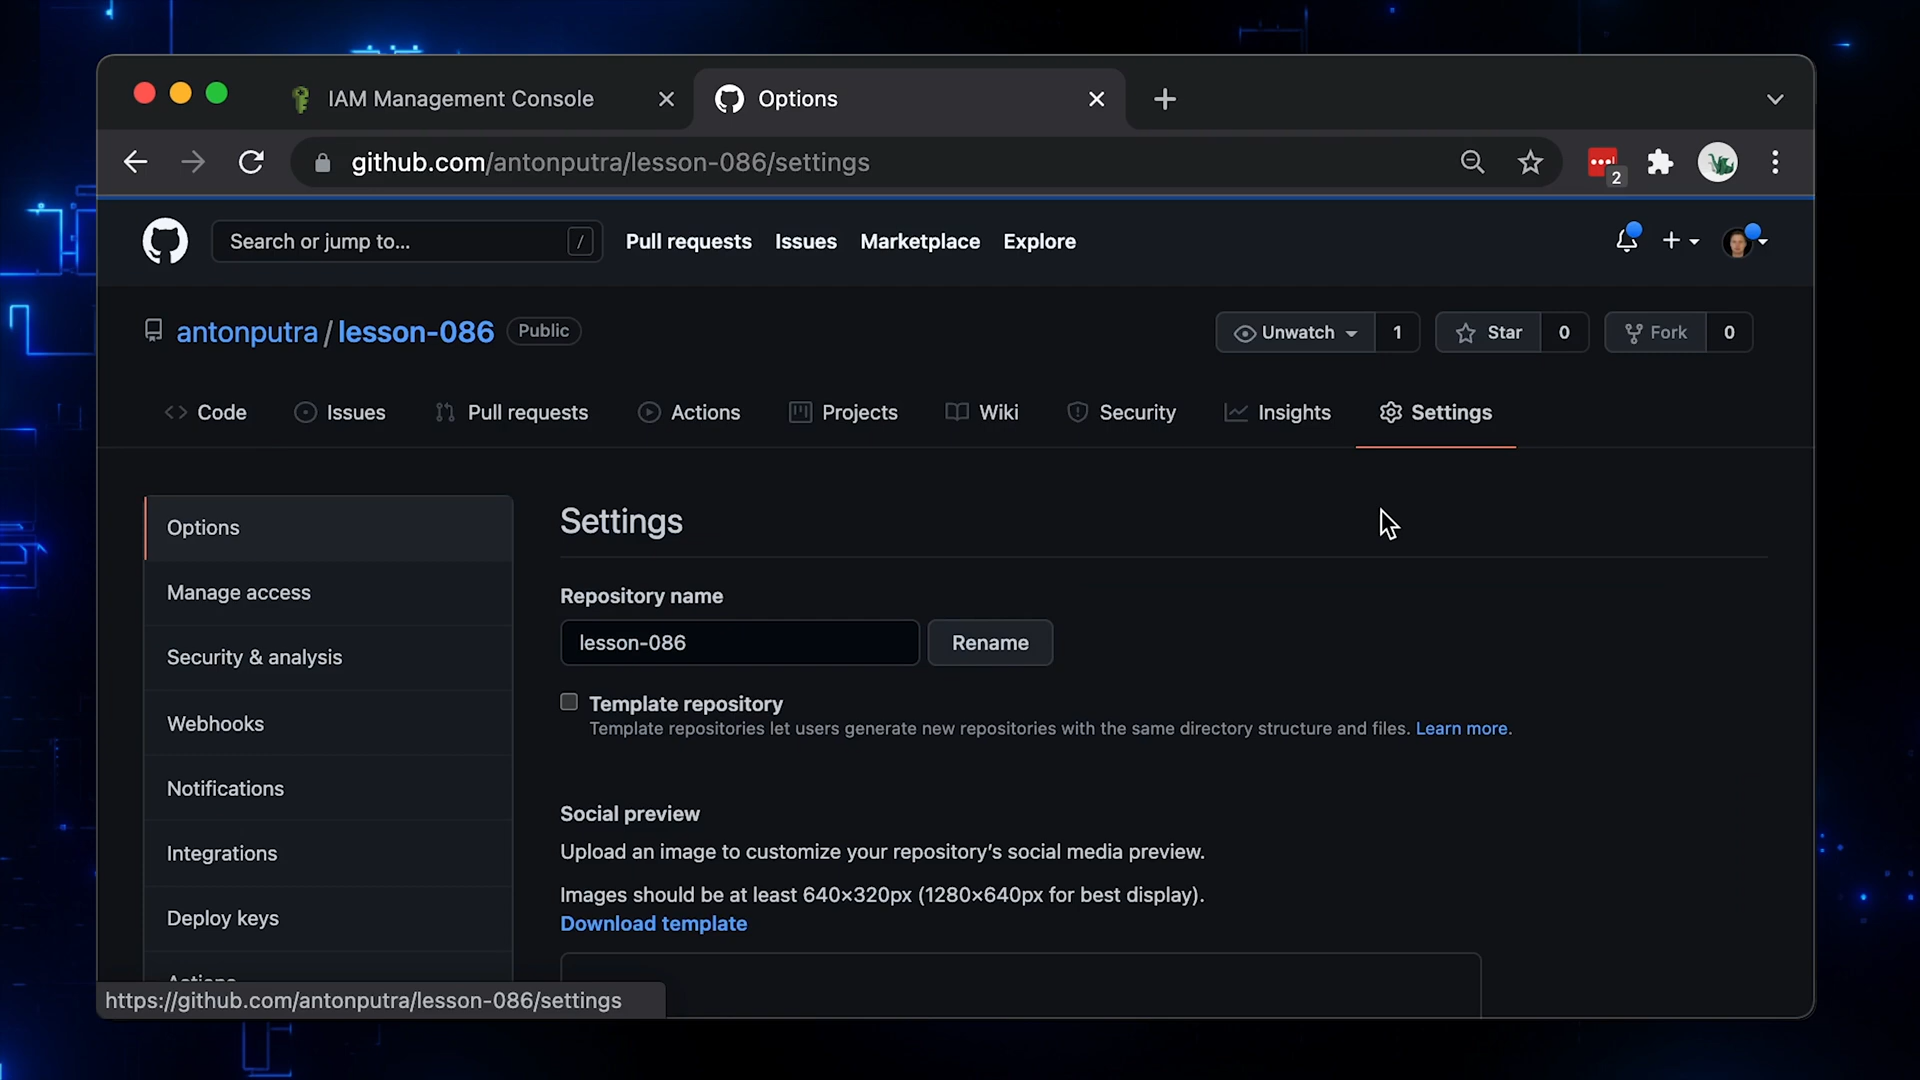 IAM Management Console
Options
github.com/antonputra/lesson-086/settings
2
Search or jump to... /
Pull requests Issues Marketplace Explore
antonputra / lesson-086 Public
Unwatch 1 Star 0 Fork 0
Code Issues Pull requests Actions Projects Wiki Security Insights Settings
Options
Manage access
Security & analysis
Webhooks
Notifications
Integrations
Deploy keys
Actions
Settings
Repository name
lesson-086 Rename
Template repository
Template repositories let users generate new repositories with the same directory structure and files. Learn more.
Social preview
Upload an image to customize your repository’s social media preview.
Images should be at least 640×320px (1280×640px for best display).
Download template
https://github.com/antonputra/lesson-086/settings